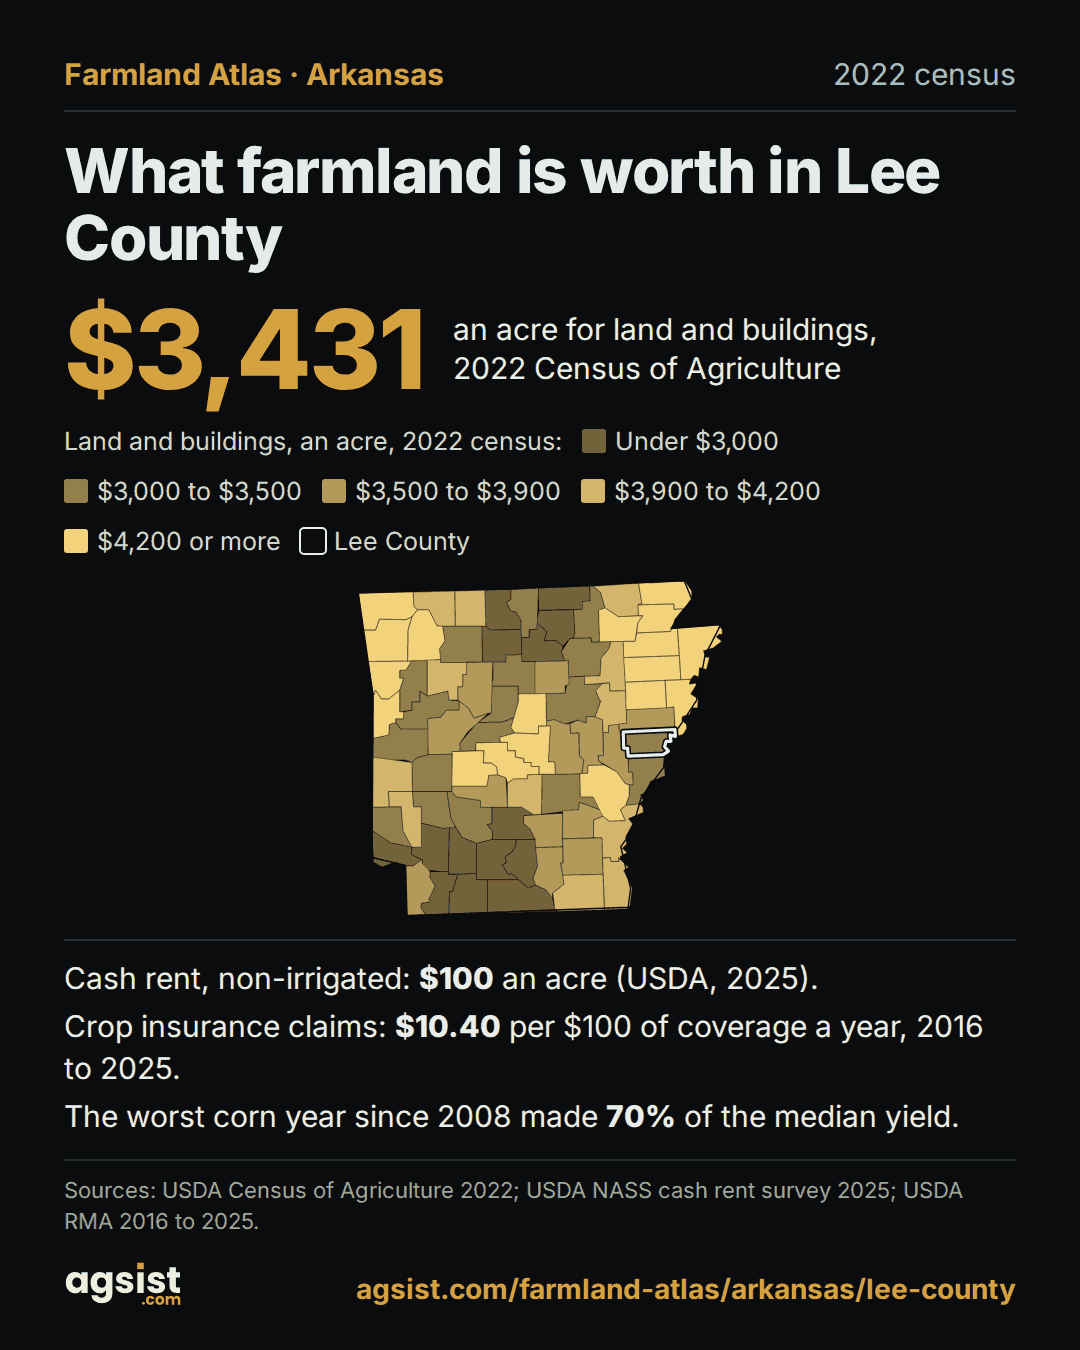 Farmland Atlas · Arkansas
2022 census
What farmland is worth in Lee
County
$3,431
an acre for land and buildings,
2022 Census of Agriculture
Land and buildings, an acre, 2022 census: Under $3,000
$3,000 to $3,500 $3,500 to $3,900 $3,900 to $4,200
$4,200 or more Lee County
Cash rent, non-irrigated: $100 an acre (USDA, 2025).
Crop insurance claims: $10.40 per $100 of coverage a year, 2016
to 2025.
The worst corn year since 2008 made 70% of the median yield.
Sources: USDA Census of Agriculture 2022; USDA NASS cash rent survey 2025; USDA
RMA 2016 to 2025.
agsist
.com
agsist.com/farmland-atlas/arkansas/lee-county